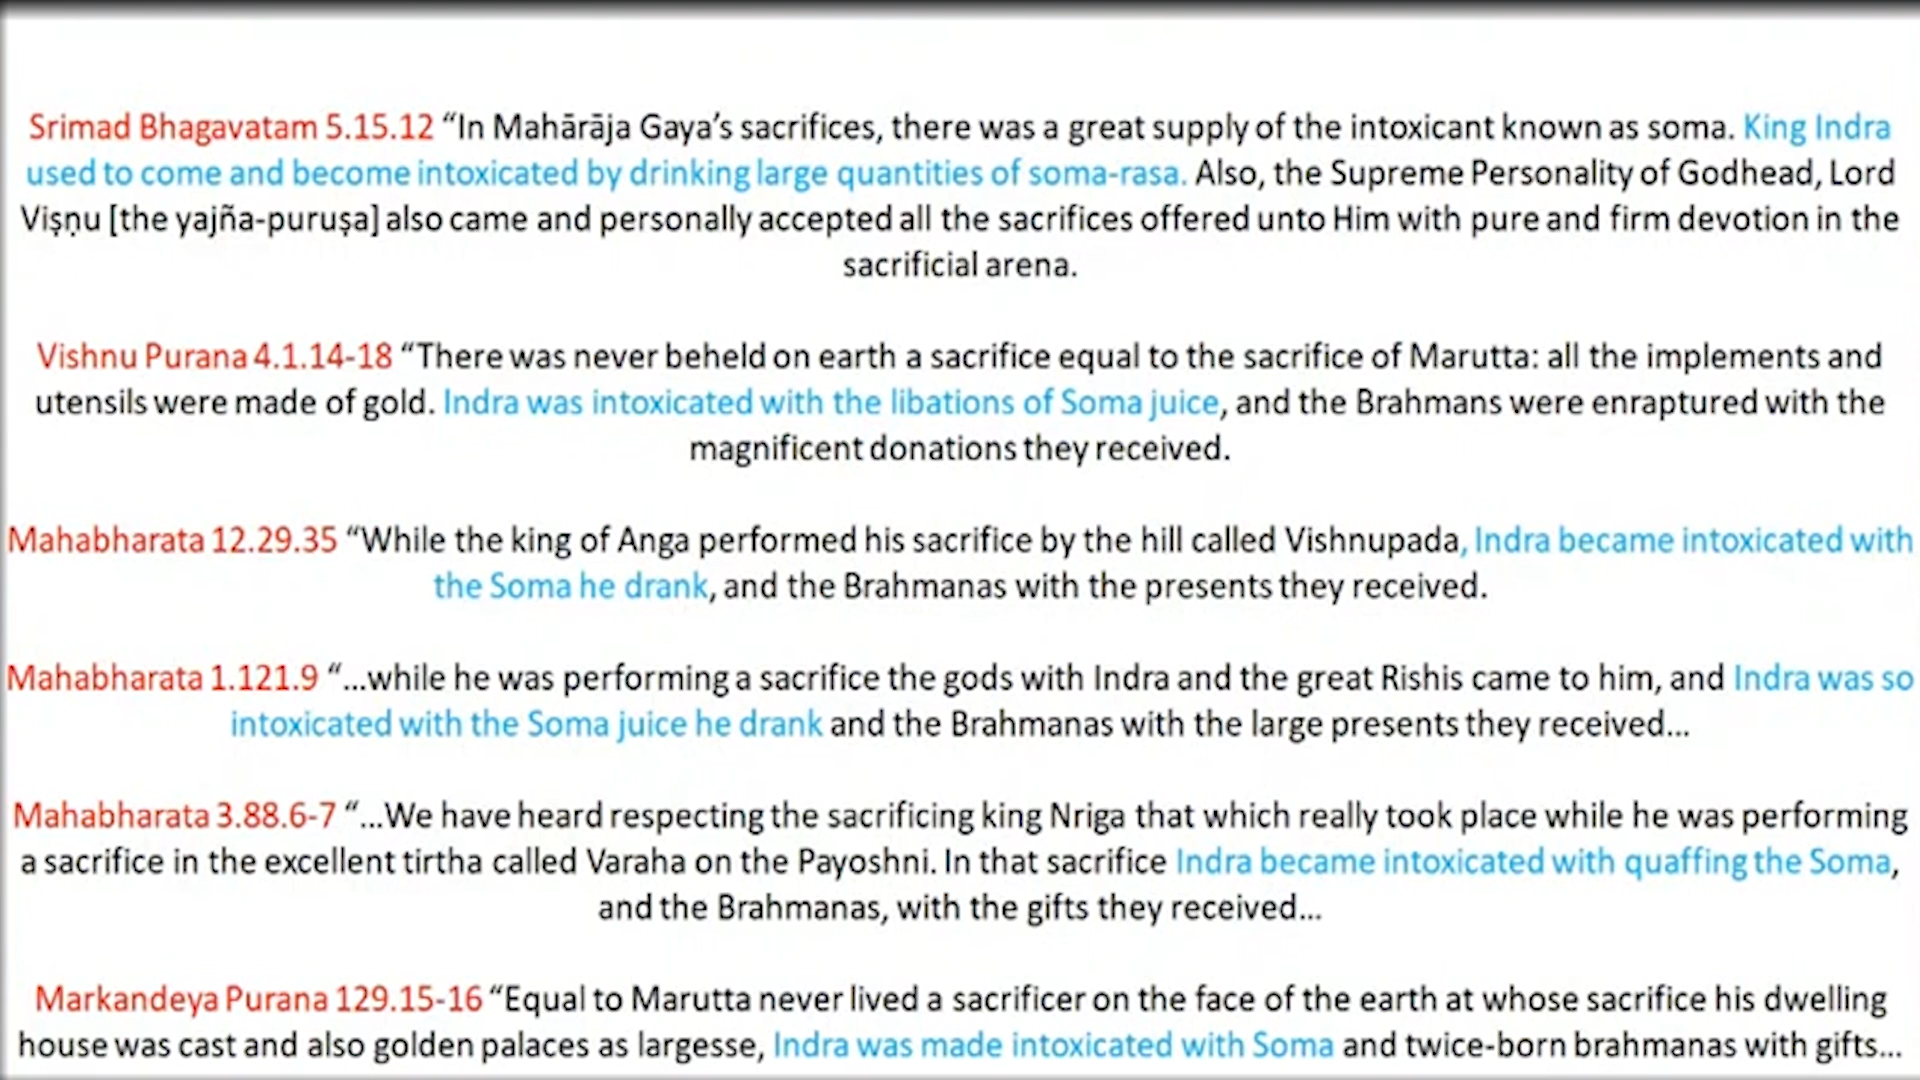 Srimad Bhagavatam 5.15.12 “In Mahārāja Gaya’s sacrifices, there was a great supply of the intoxicant known as soma. King Indra
used to come and become intoxicated by drinking large quantities of soma-rasa. Also, the Supreme Personality of Godhead, Lord
Viṣṇu [the yajña-puruṣa] also came and personally accepted all the sacrifices offered unto Him with pure and firm devotion in the
sacrificial arena.
Vishnu Purana 4.1.14-18 “There was never beheld on earth a sacrifice equal to the sacrifice of Marutta: all the implements and
utensils were made of gold. Indra was intoxicated with the libations of Soma juice, and the Brahmans were enraptured with the
magnificent donations they received.
Mahabharata 12.29.35 “While the king of Anga performed his sacrifice by the hill called Vishnupada, Indra became intoxicated with
the Soma he drank, and the Brahmanas with the presents they received.
Mahabharata 1.121.9 “...while he was performing a sacrifice the gods with Indra and the great Rishis came to him, and Indra was so
intoxicated with the Soma juice he drank and the Brahmanas with the large presents they received...
Mahabharata 3.88.6-7 “...We have heard respecting the sacrificing king Nriga that which really took place while he was performing
a sacrifice in the excellent tirtha called Varaha on the Payoshni. In that sacrifice Indra became intoxicated with quaffing the Soma,
and the Brahmanas, with the gifts they received...
Markandeya Purana 129.15-16 “Equal to Marutta never lived a sacrificer on the face of the earth at whose sacrifice his dwelling
house was cast and also golden palaces as largesse, Indra was made intoxicated with Soma and twice-born brahmanas with gifts...